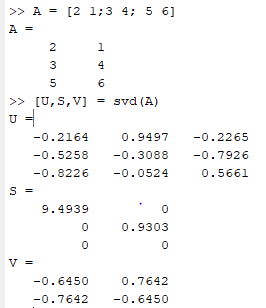 >> A = [2 1;3 4; 5 6]
A =
2 1
3 4
5 6
>> [U,S,V] = svd(A)
U =
-0.2164 0.9497 -0.2265
-0.5258 -0.3088 -0.7926
-0.8226 -0.0524 0.5661
S =
9.4939 0
0 0.9303
0 0
V =
-0.6450 0.7642
-0.7642 -0.6450